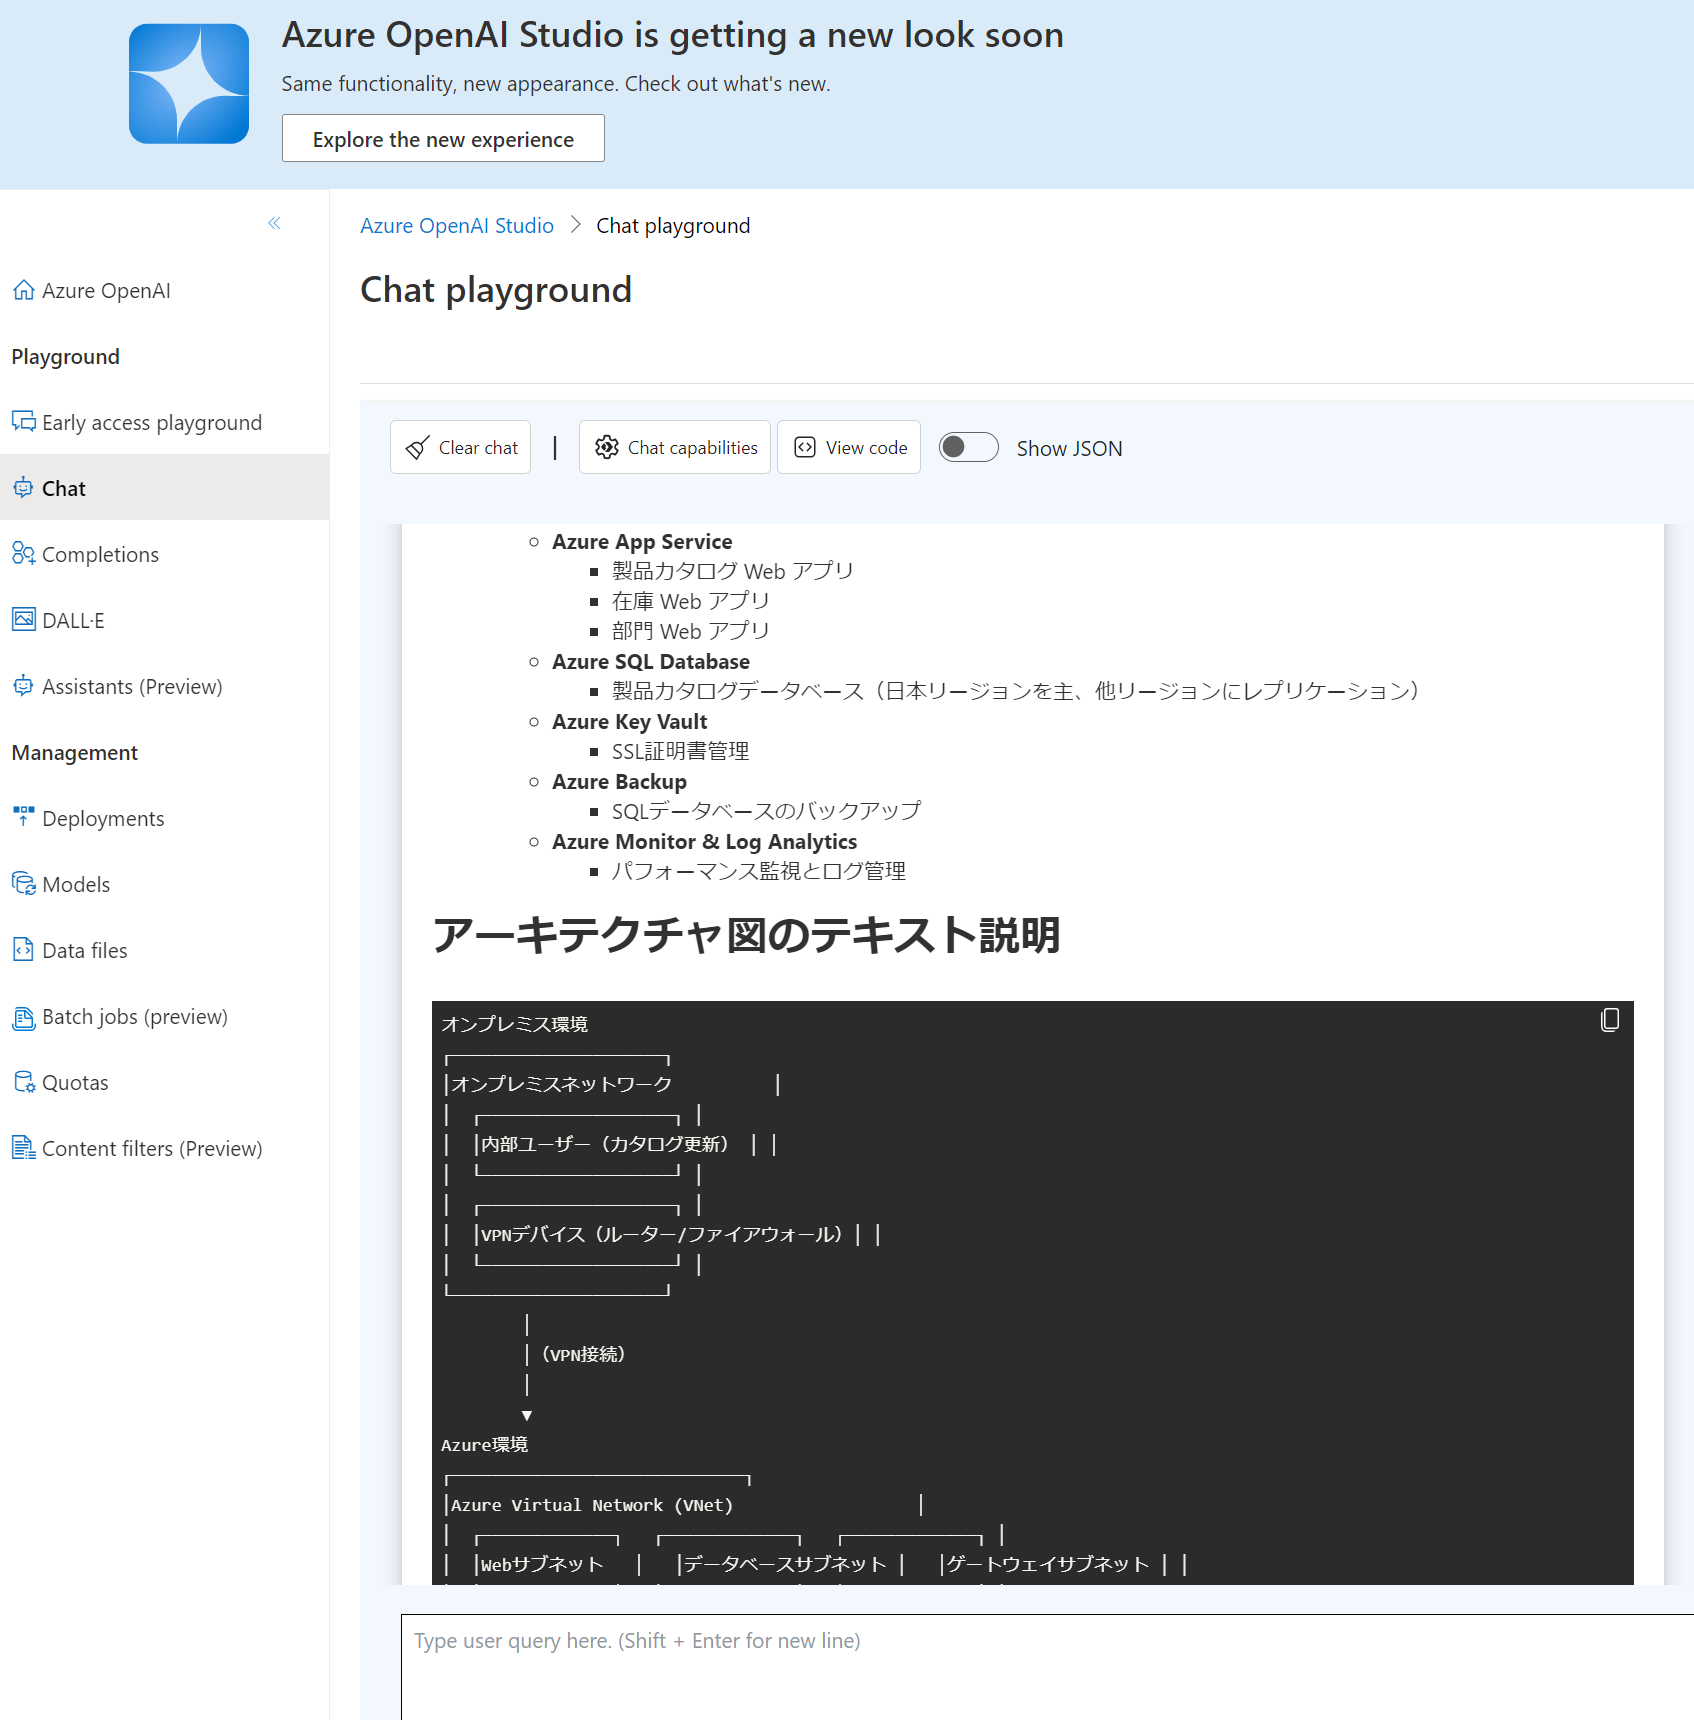 Azure OpenAI Studio is getting a new look soon
Same functionality, new appearance. Check out what's new.
Explore the new experience
Azure OpenAI
Playground
Early access playground
Chat
Completions
DALL·E
Assistants (Preview)
Management
Deployments
Models
Data files
Batch jobs (preview)
Quotas
Content filters (Preview)
Azure OpenAI Studio > Chat playground
Chat playground
Clear chat | Chat capabilities View code Show JSON
Azure App Service
製品カタログ Web アプリ
在庫 Web アプリ
部門 Web アプリ
Azure SQL Database
製品カタログデータベース（日本リージョンを主、他リージョンにレプリケーション）
Azure Key Vault
SSL証明書管理
Azure Backup
SQLデータベースのバックアップ
Azure Monitor & Log Analytics
パフォーマンス監視とログ管理
アーキテクチャ図のテキスト説明
オンプレミス環境
オンプレミスネットワーク
内部ユーザー（カタログ更新）
VPNデバイス（ルーター/ファイアウォール）
（VPN接続）
Azure環境
Azure Virtual Network (VNet)
Webサブネット データベースサブネット ゲートウェイサブネット
Type user query here. (Shift + Enter for new line)